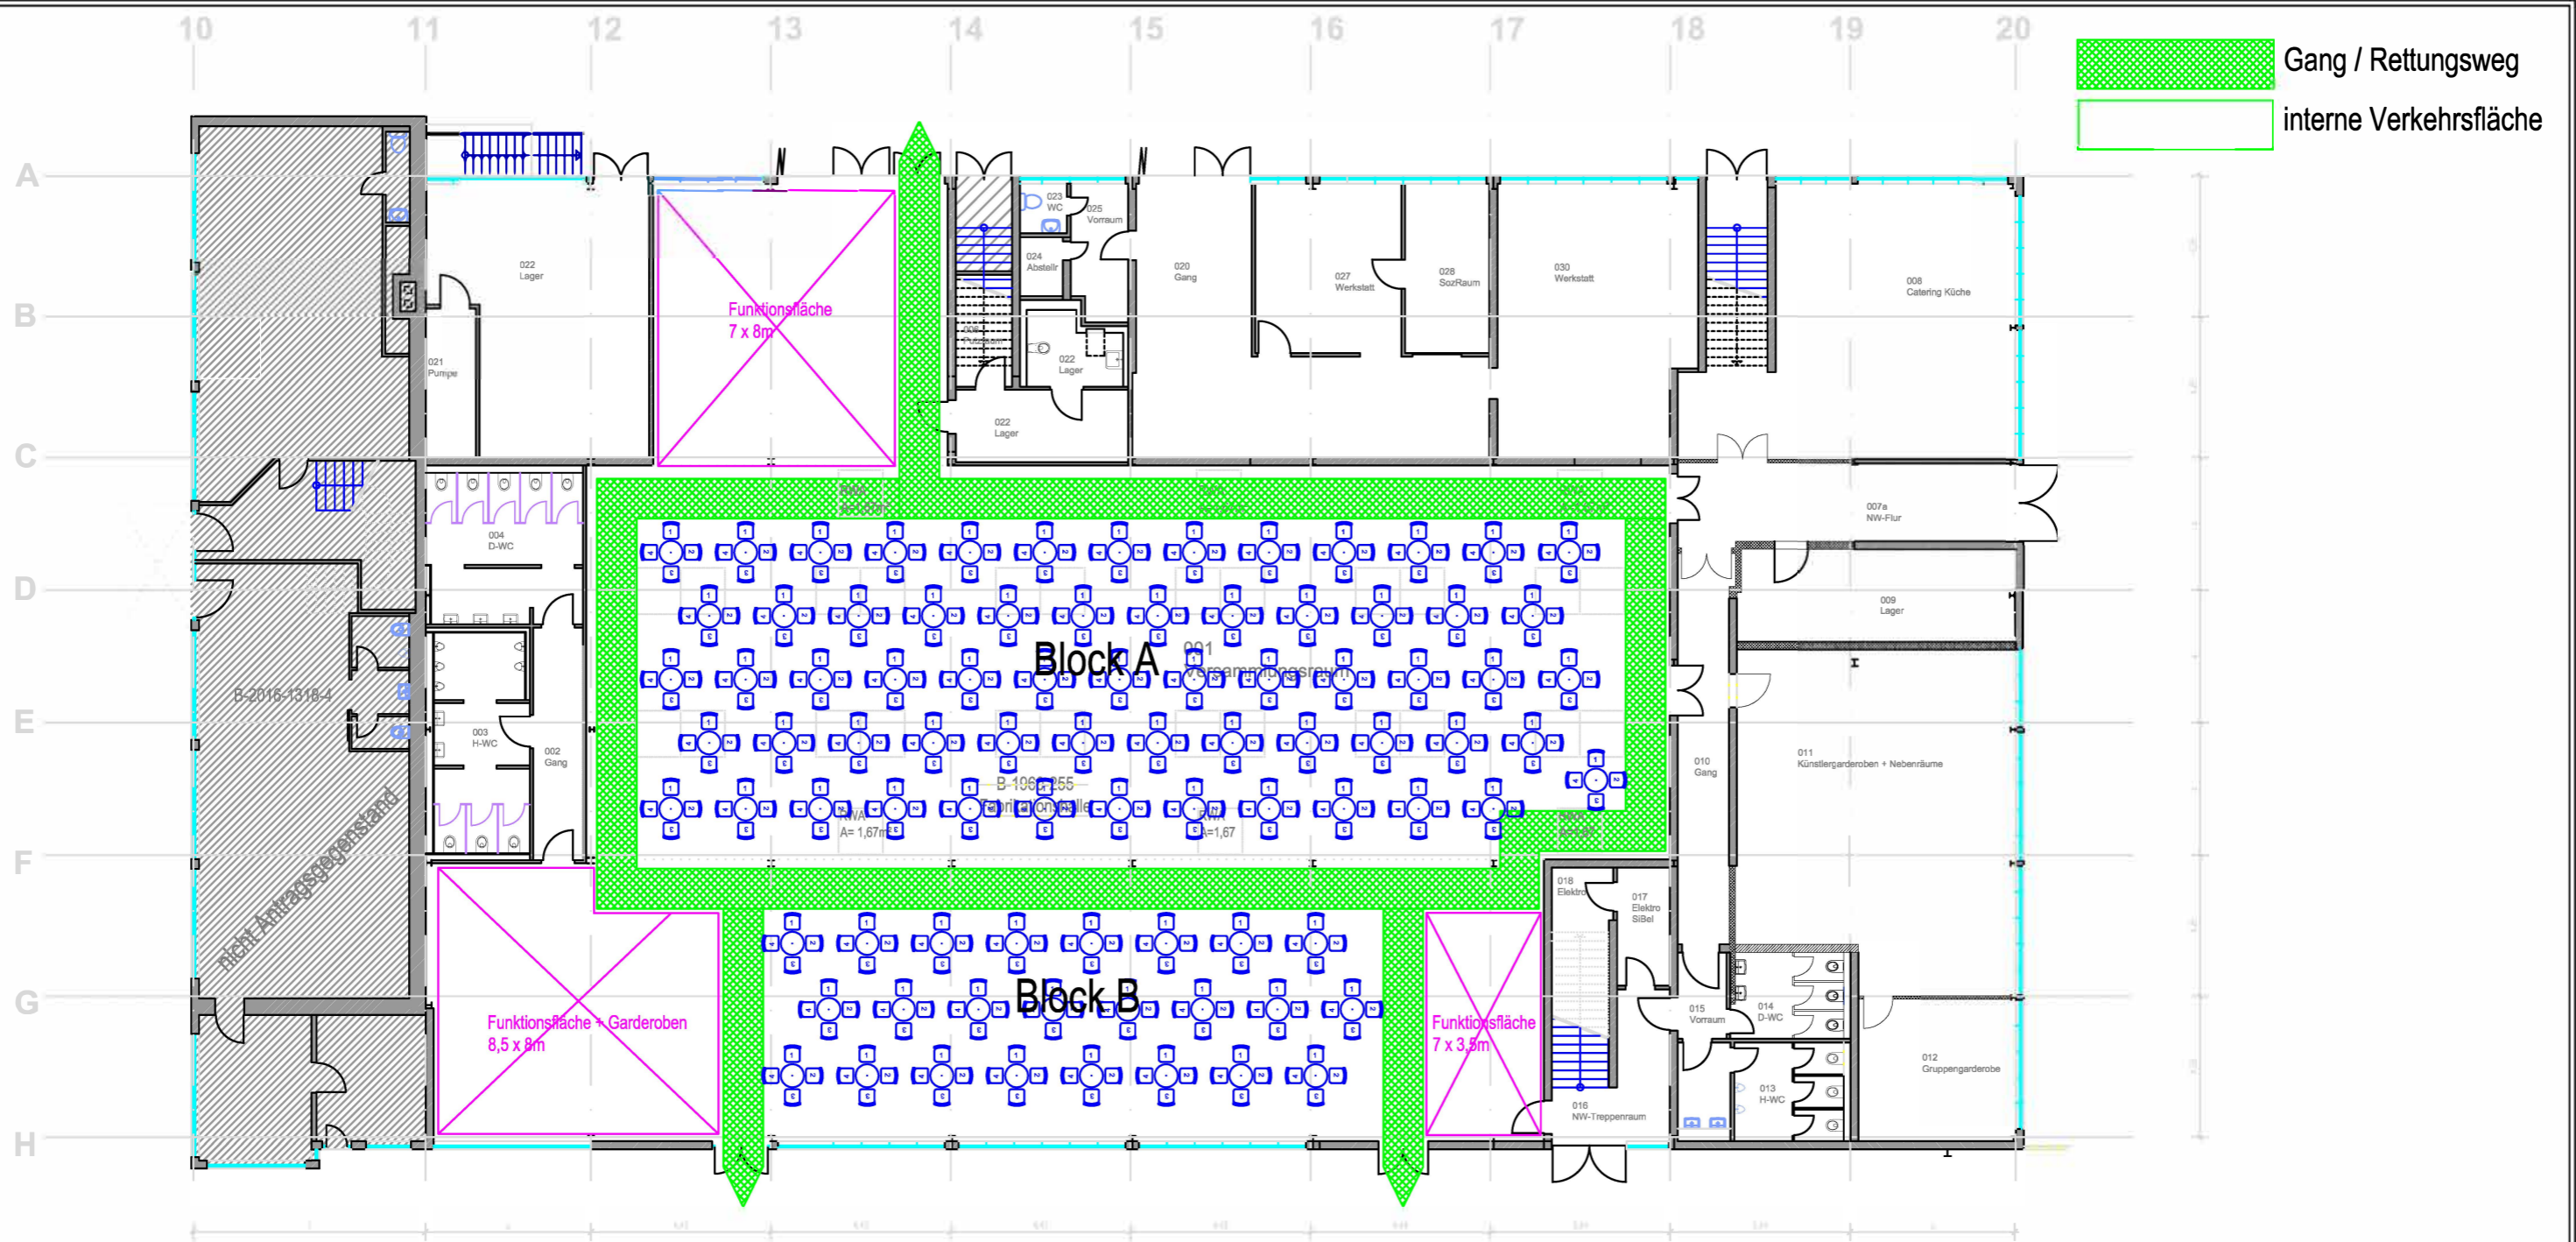 10 11 12 13 14 15 16 17 18 19 20
Gang / Rettungsweg
interne Verkehrsfläche
A
B
C
D
E
F
G
H
022
Lager
021
Pumpe
Funktionsfläche
7 x 8m
023
WC
025
Vorraum
024
Abstellr
022
Lager
022
Lager
020
Gang
027
Werkstatt
028
SozRaum
030
Werkstatt
008
Catering Küche
007a
NW-Flur
009
Lager
004
D-WC
003
H-WC
002
Gang
B-2016-1318-4
nicht Antragsgegenstand
Block A
001
Versammlungsraum
B-1966-255
Fabrikationshalle
RWA
A= 1,67m²
RWA
A=1,67
010
Gang
011
Künstlergarderoben + Nebenräume
018
Elektro
017
Elektro
SiBel
Block B
Funktionsfläche + Garderoben
8,5 x 8m
Funktionsfläche
7 x 3,5m
016
NW-Treppenraum
015
Vorraum
014
D-WC
013
H-WC
012
Gruppengarderobe